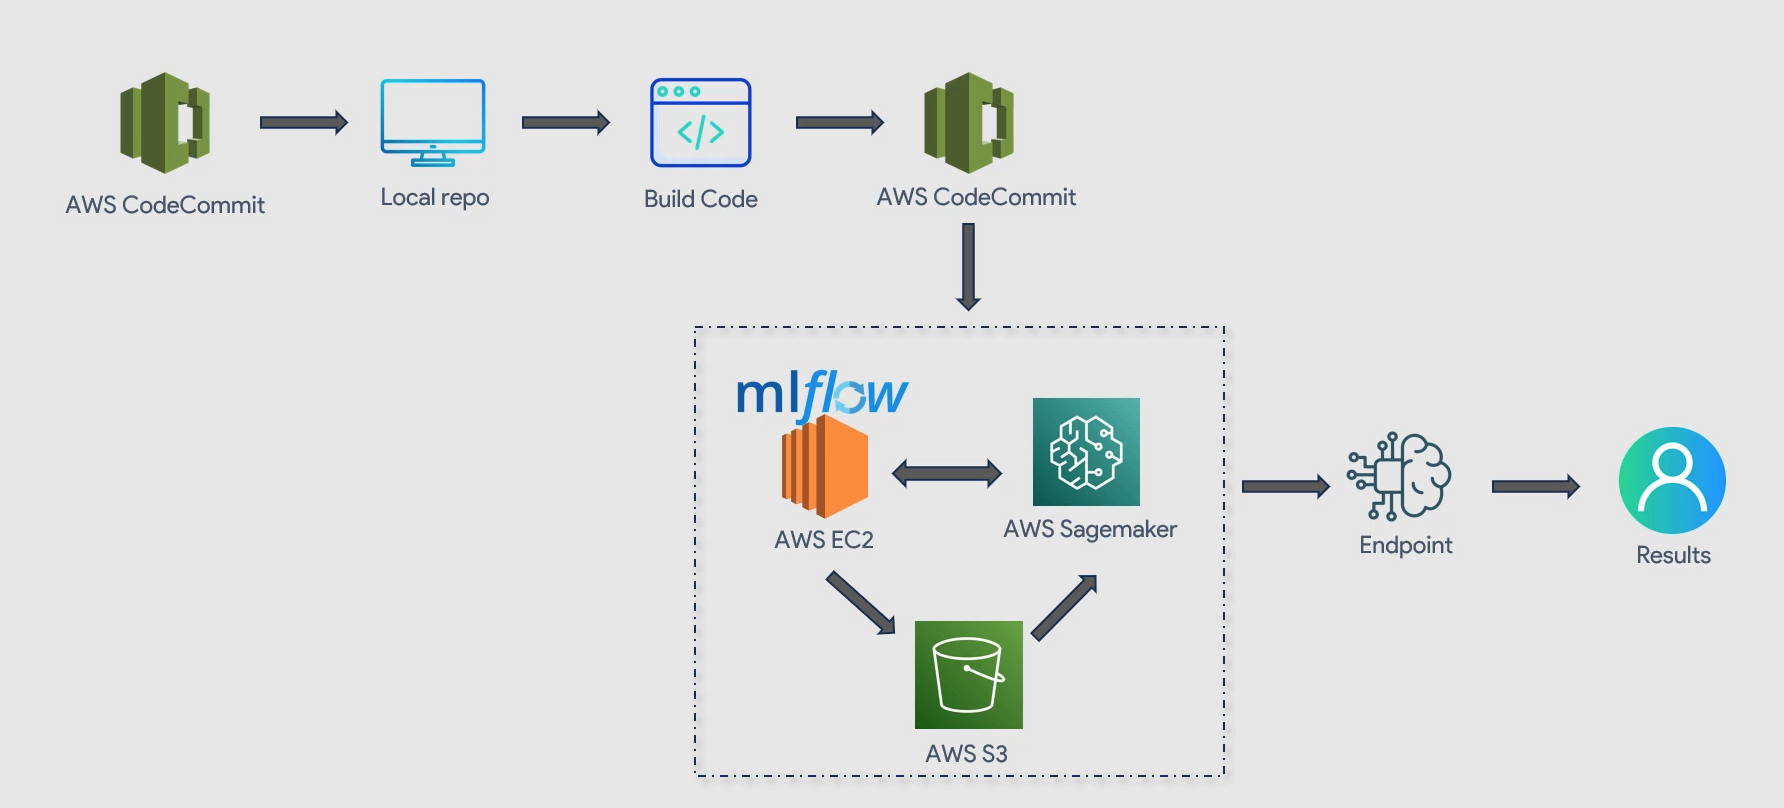 AWS CodeCommit
Local repo
Build Code
AWS CodeCommit
</>
mlflow
AWS EC2
AWS Sagemaker
AWS S3
Endpoint
Results